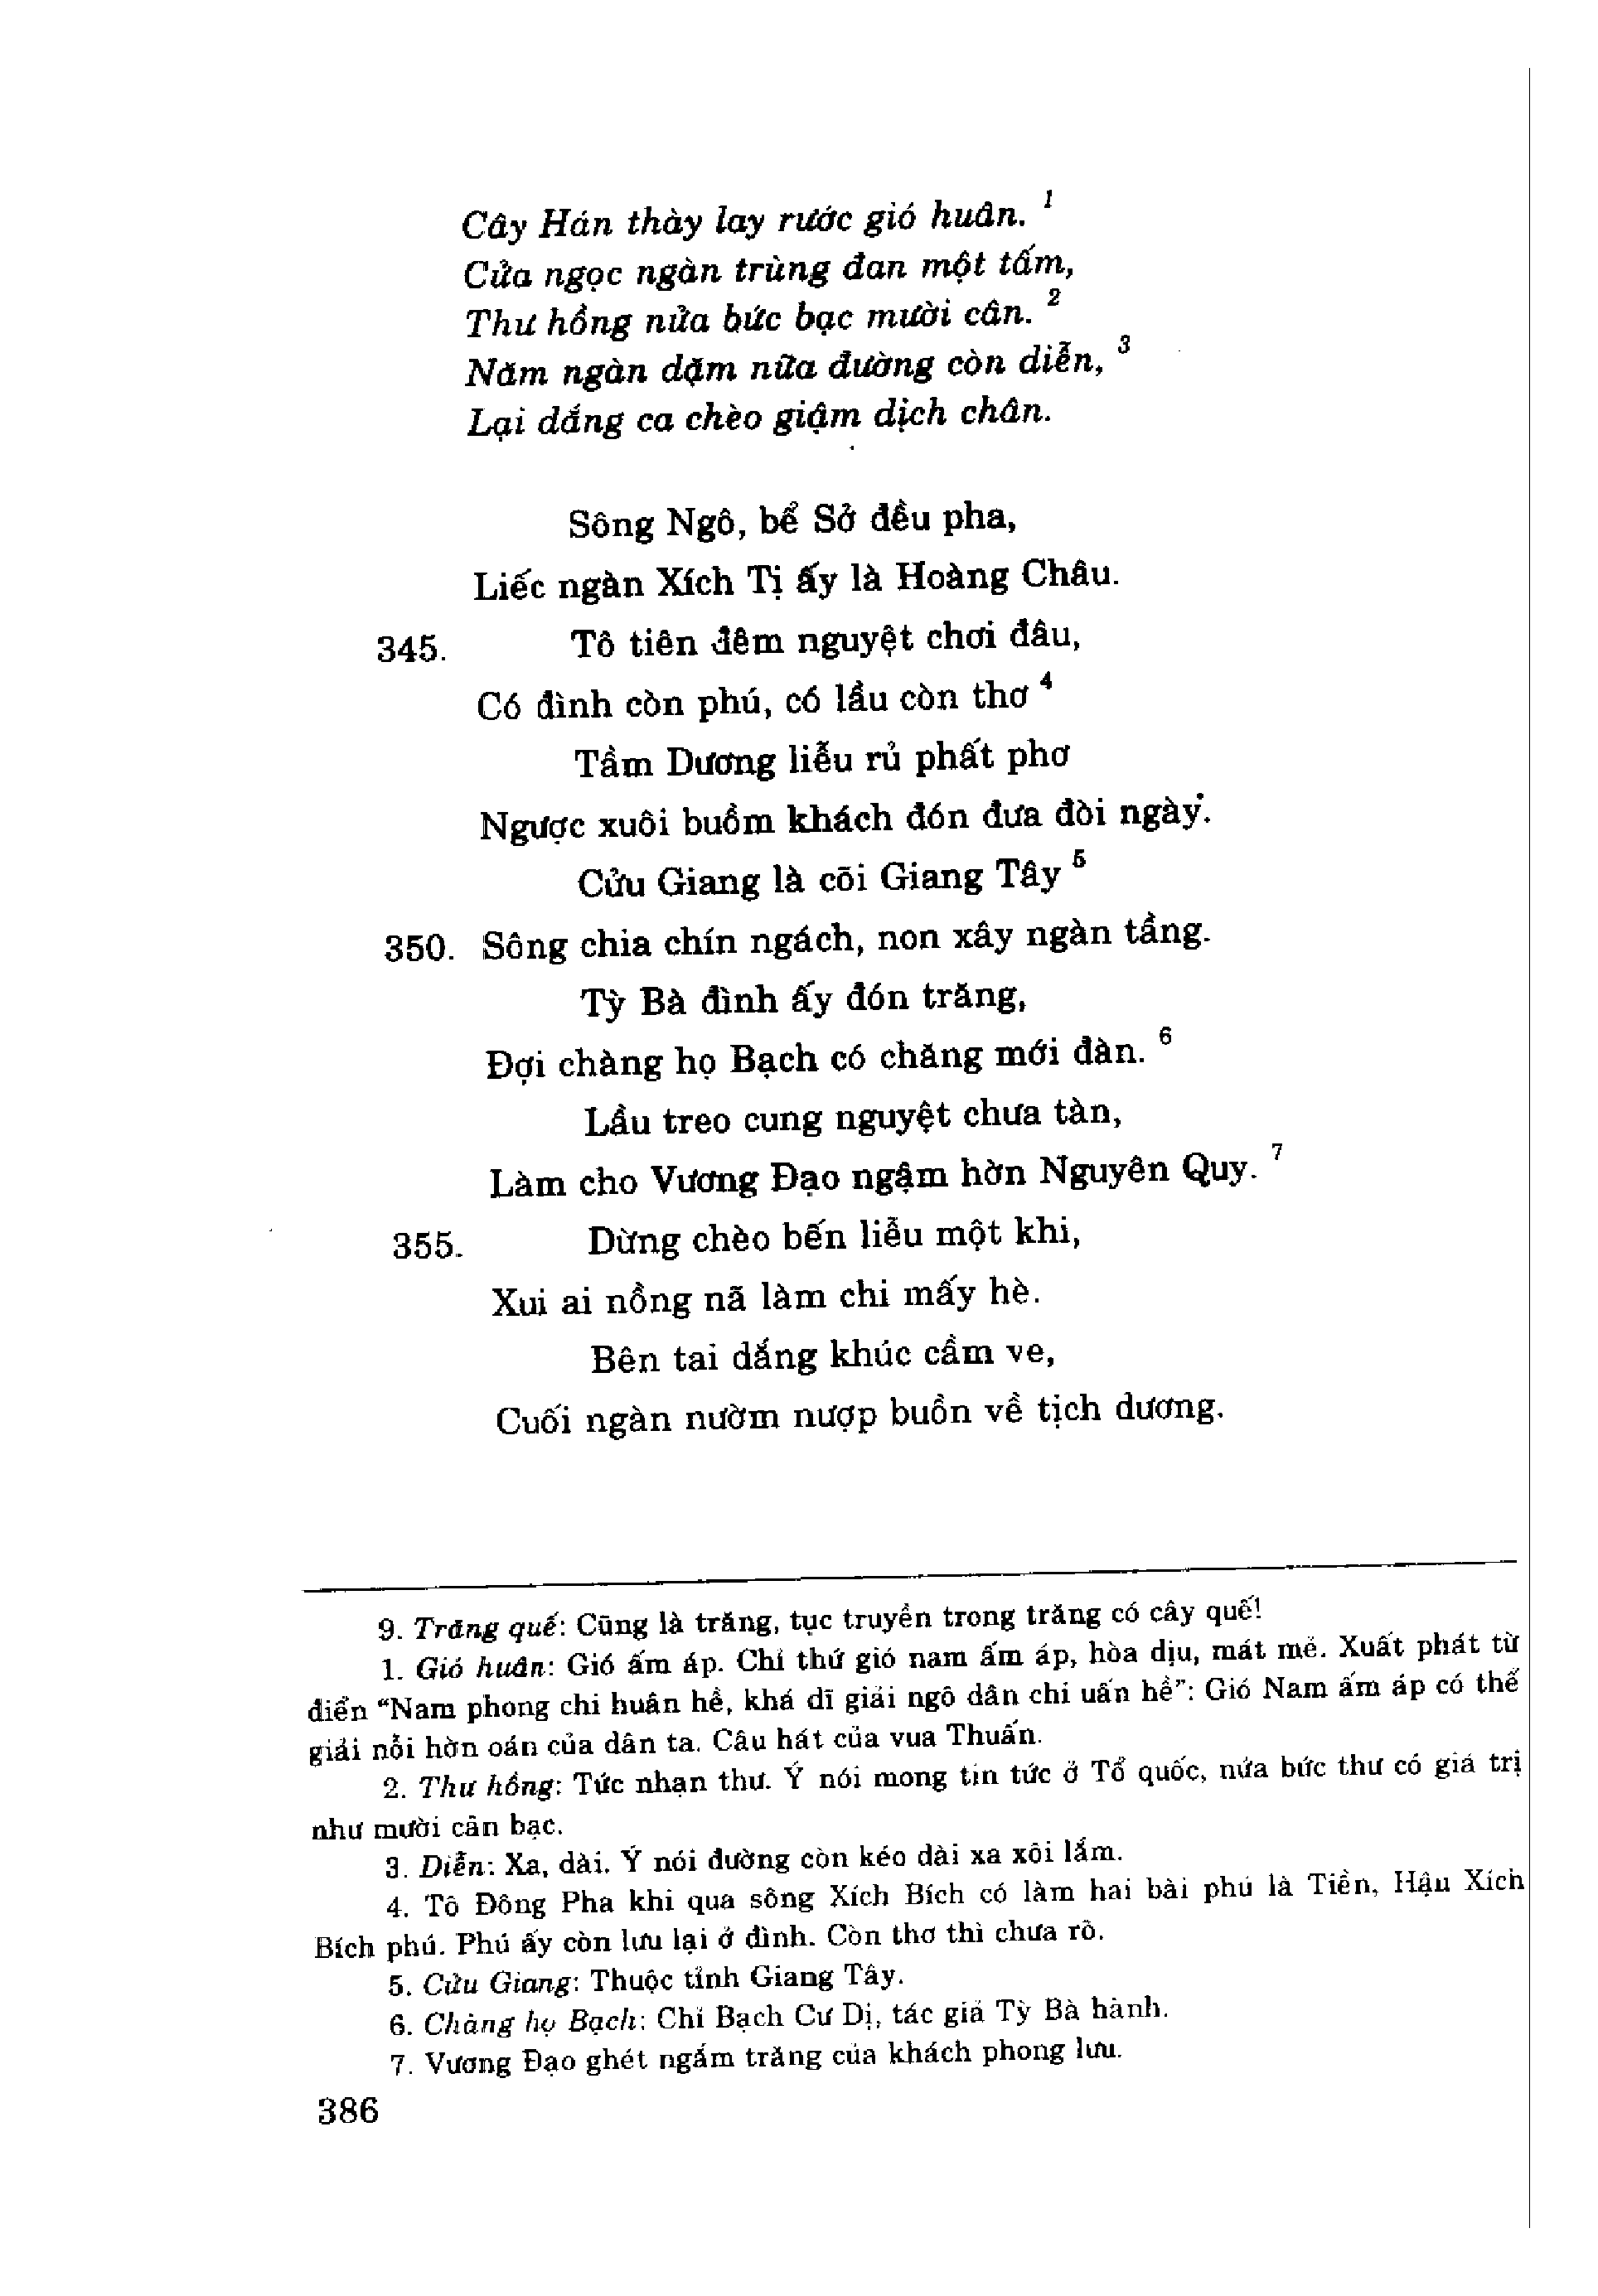 Cây Hán thày lay rước gió huân. 1
Cửa ngọc ngàn trùng đan một tấm,
Thư hồng nửa bức bạc mười cân. 2
Năm ngàn dặm nữa đường còn diễn, 3
Lại dắng ca chèo giậm dịch chân.
Sông Ngô, bể Sở đều pha,
Liếc ngàn Xích Tị ấy là Hoàng Châu.
345. Tô tiên đêm nguyệt chơi đâu,
Có đình còn phú, có lầu còn thơ 4
Tầm Dương liễu rủ phất phơ
Ngược xuôi buồm khách đón đưa đòi ngày.
Cửu Giang là cõi Giang Tây 5
350. Sông chia chín ngách, non xây ngàn tầng.
Tỳ Bà đình ấy đón trăng,
Đợi chàng họ Bạch có chăng mới đàn. 6
Lầu treo cung nguyệt chưa tàn,
Làm cho Vương Đạo ngậm hờn Nguyên Quy. 7
355. Dừng chèo bến liễu một khi,
Xui ai nồng nã làm chi mấy hè.
Bên tai dắng khúc cầm ve,
Cuối ngàn nườm nượp buồn về tịch dương.
9. Trăng quế: Cũng là trăng, tục truyền trong trăng có cây quế!
1. Gió huân: Gió ấm áp. Chỉ thứ gió nam ấm áp, hòa dịu, mát mẻ. Xuất phát từ
điển “Nam phong chi huân hề, khá dĩ giải ngô dân chi uấn hề”: Gió Nam ấm áp có thể
giải nỗi hờn oán của dân ta. Câu hát của vua Thuấn.
2. Thư hồng: Tức nhạn thư. Ý nói mong tin tức ở Tổ quốc, nửa bức thư có giá trị
như mười cân bạc.
3. Diễn: Xa, dài. Ý nói đường còn kéo dài xa xôi lắm.
4. Tô Đông Pha khi qua sông Xích Bích có làm hai bài phú là Tiền, Hậu Xích
Bích phú. Phú ấy còn lưu lại ở đình. Còn thơ thì chưa rõ.
5. Cửu Giang: Thuộc tỉnh Giang Tây.
6. Chàng họ Bạch: Chỉ Bạch Cư Dị, tác giả Tỳ Bà hành.
7. Vương Đạo ghét ngắm trăng của khách phong lưu.
386